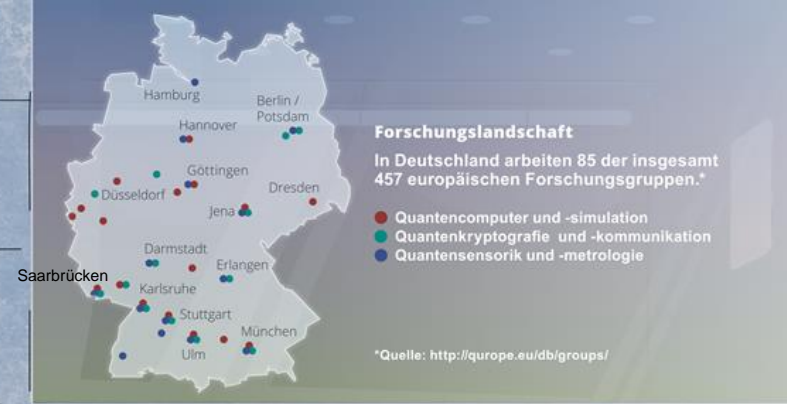 Hamburg
Berlin /
Potsdam
Hannover
Göttingen
Düsseldorf
Dresden
Jena
Darmstadt
Erlangen
Saarbrücken
Karlsruhe
Stuttgart
München
Ulm
Forschungslandschaft
In Deutschland arbeiten 85 der insgesamt
457 europäischen Forschungsgruppen.*
Quantencomputer und -simulation
Quantenkryptografie und -kommunikation
Quantensensorik und -metrologie
*Quelle: http://qurope.eu/db/groups/